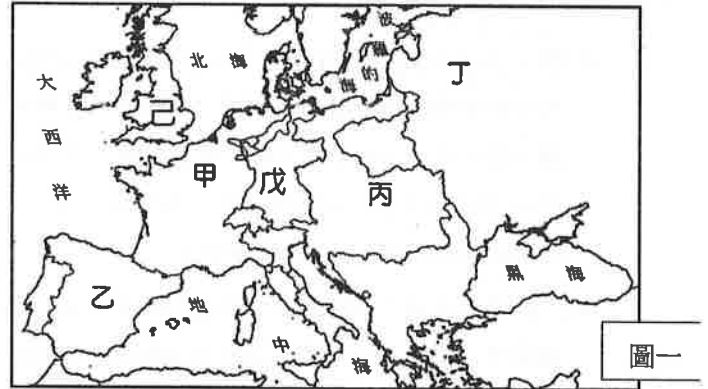 波
羅
的
海
北 海
大
西
洋
丁
己
甲
戊
丙
乙
地
中
海
黑 海
圖一